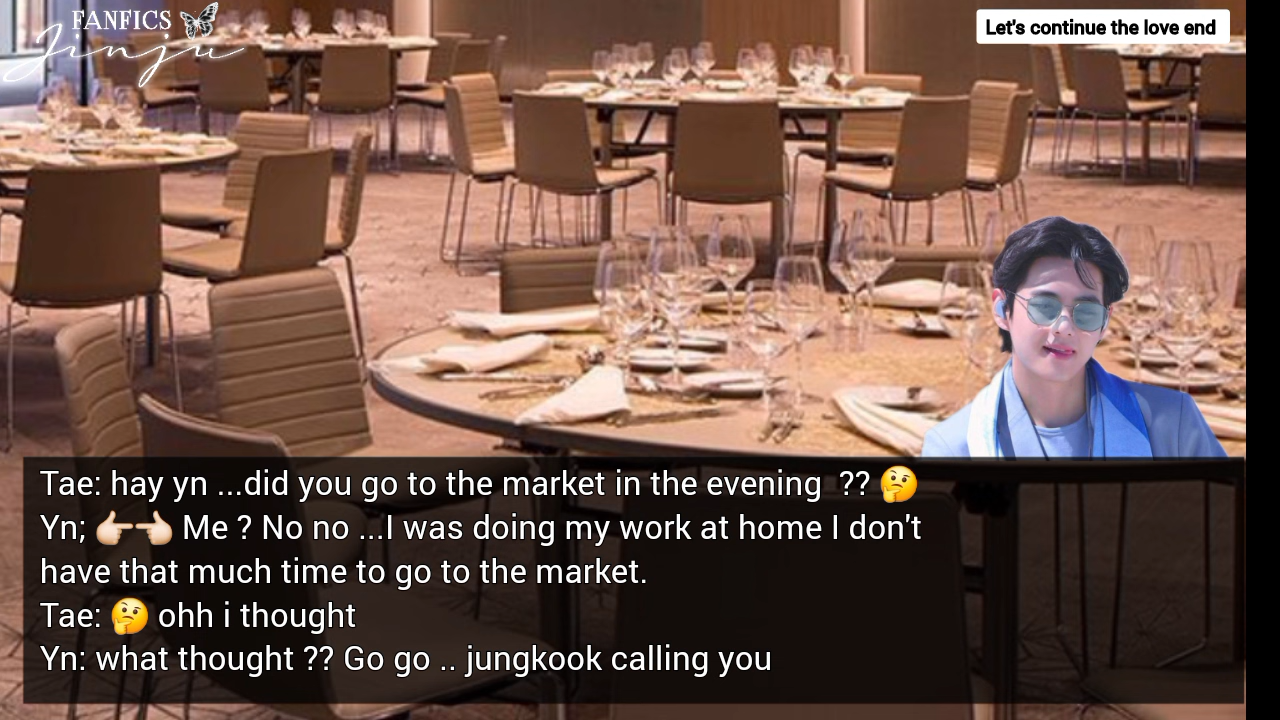 FANFICS
Jinju
Let's continue the love end
Tae: hay yn ...did you go to the market in the evening ?? 🤔
Yn; 👉🏻👈🏻 Me ? No no ...I was doing my work at home I don't
have that much time to go to the market.
Tae: 🤔 ohh i thought
Yn: what thought ?? Go go .. jungkook calling you